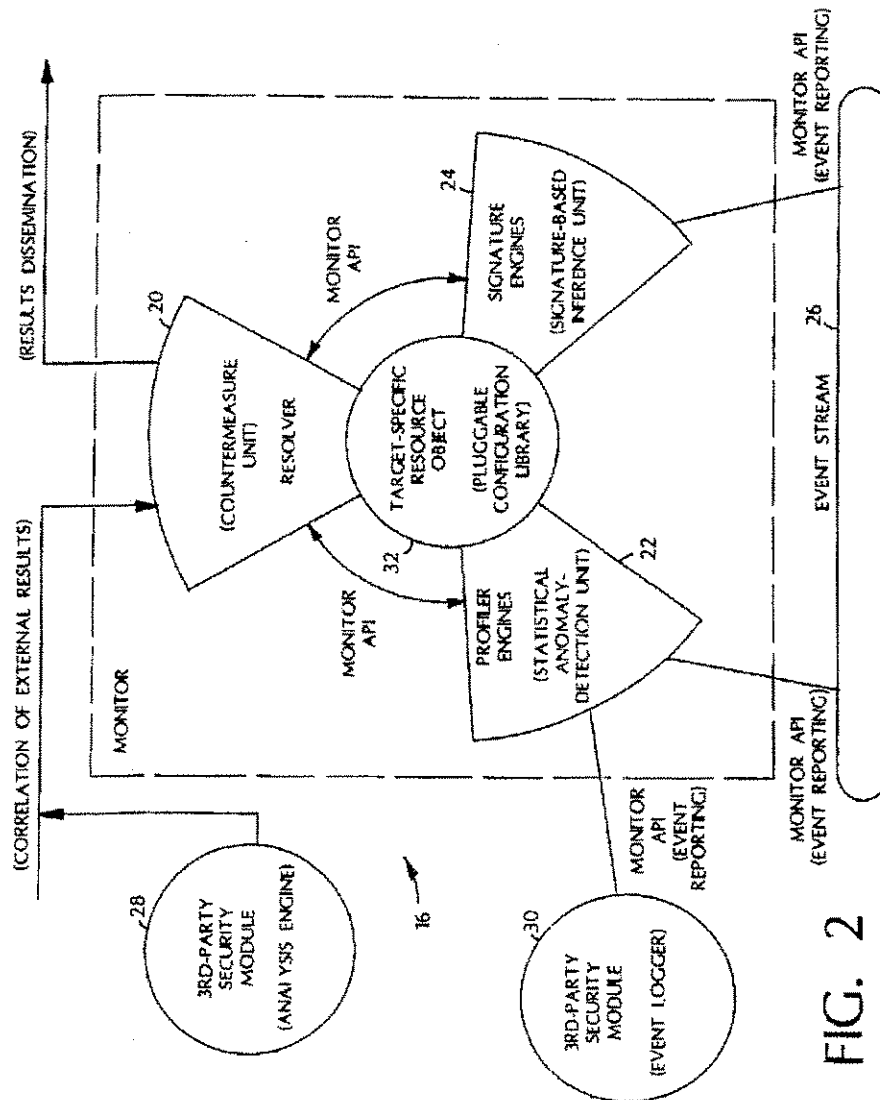 (CORRELATION OF EXTERNAL RESULTS)
(RESULTS DISSEMINATION)
28
3RD-PARTY
SECURITY
MODULE
(ANALYSIS ENGINE)
MONITOR
20
(COUNTERMEASURE
UNIT)
RESOLVER
MONITOR
API
MONITOR
API
16
32
TARGET-SPECIFIC
RESOURCE
OBJECT
(PLUGGABLE
CONFIGURATION
LIBRARY)
24
SIGNATURE
ENGINES
(SIGNATURE-BASED
INFERENCE UNIT)
PROFILER
ENGINES
(STATISTICAL
ANOMALY-
DETECTION UNIT)
22
30
3RD-PARTY
SECURITY
MODULE
(EVENT LOGGER)
MONITOR
API
(EVENT
REPORTING)
MONITOR API
(EVENT REPORTING)
MONITOR API
(EVENT REPORTING)
EVENT STREAM
26
FIG. 2